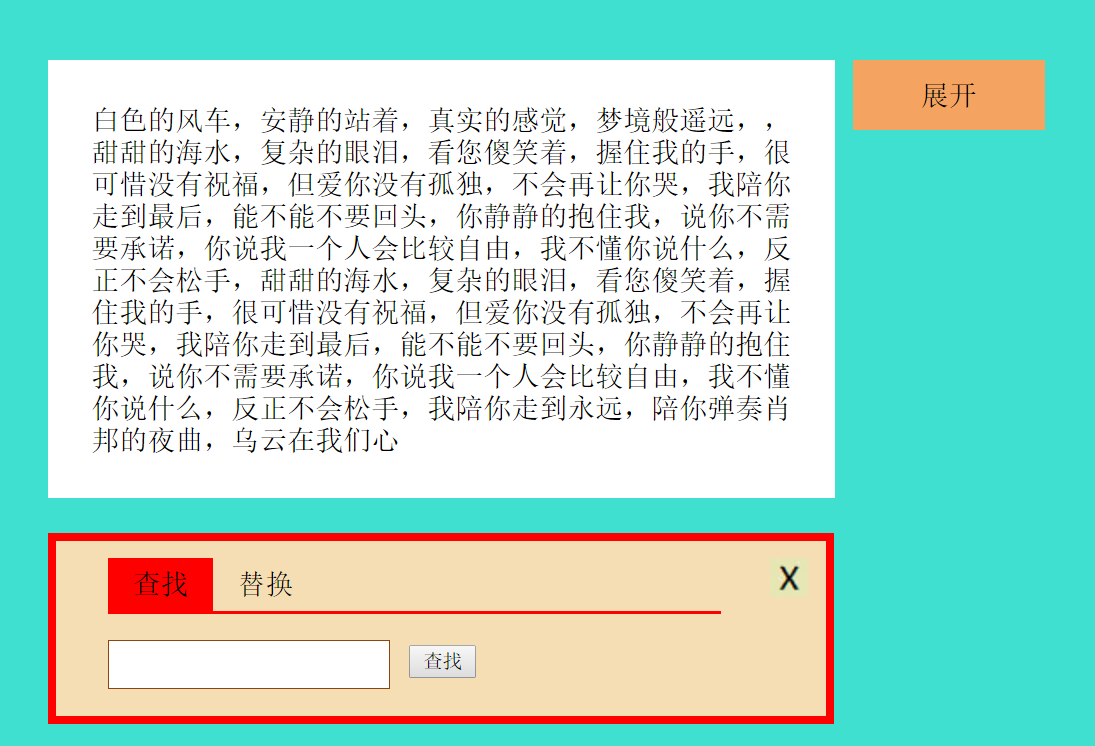 白色的风车，安静的站着，真实的感觉，梦境般遥远，，
甜甜的海水，复杂的眼泪，看您傻笑着，握住我的手，很
可惜没有祝福，但爱你没有孤独，不会再让你哭，我陪你
走到最后，能不能不要回头，你静静的抱住我，说你不需
要承诺，你说我一个人会比较自由，我不懂你说什么，反
正不会松手，甜甜的海水，复杂的眼泪，看您傻笑着，握
住我的手，很可惜没有祝福，但爱你没有孤独，不会再让
你哭，我陪你走到最后，能不能不要回头，你静静的抱住
我，说你不需要承诺，你说我一个人会比较自由，我不懂
你说什么，反正不会松手，我陪你走到永远，陪你弹奏肖
邦的夜曲，乌云在我们心
展开
查找 替换 X
查找